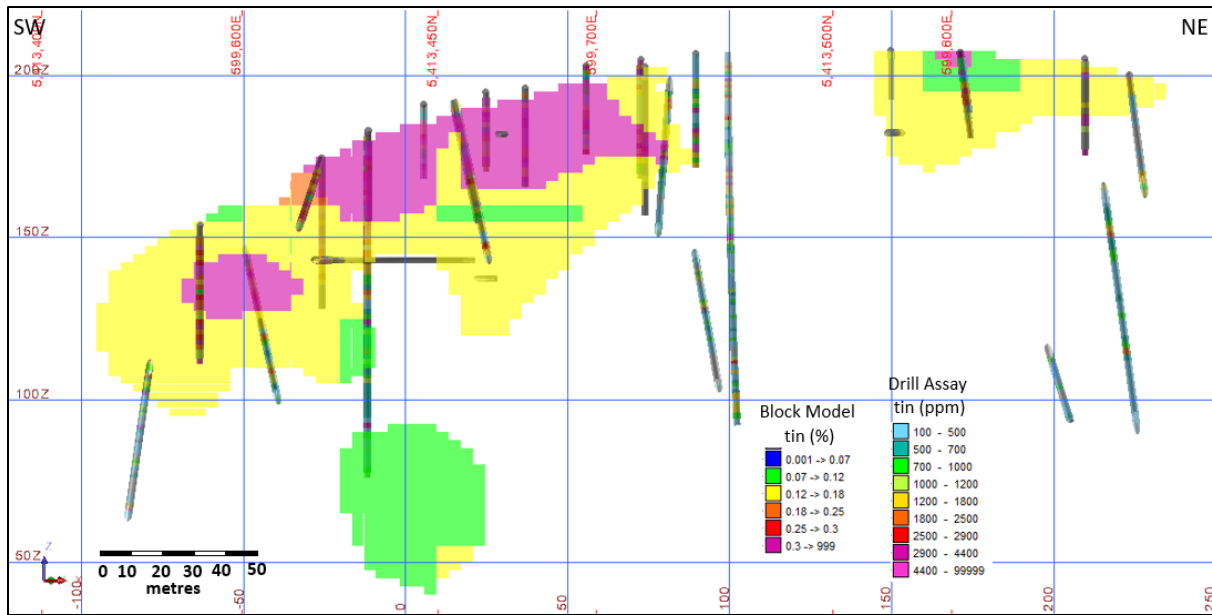 SW
NE
5,413,400N
599,600E
5,413,450N
599,700E
5,413,500N
599,600E
200Z
150Z
100Z
50Z
Block Model
tin (%)
0.001 -> 0.07
0.07 -> 0.12
0.12 -> 0.18
0.18 -> 0.25
0.25 -> 0.3
0.3 -> 999
Drill Assay
tin (ppm)
100 - 500
500 - 700
700 - 1000
1000 - 1200
1200 - 1800
1800 - 2500
2500 - 2900
2900 - 4400
4400 - 99999
0 10 20 30 40 50
metres
Z
-100
-50
0
50
100
150
200
250